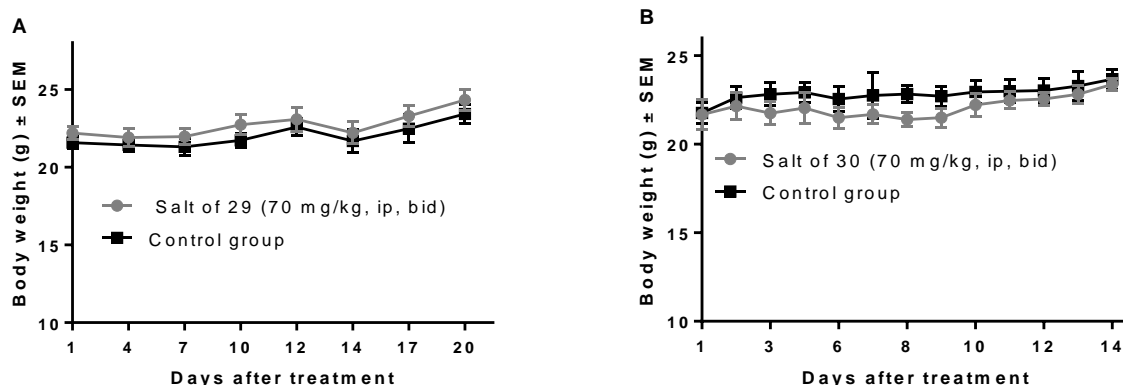 A
Body weight (g) ± SEM
25
20
15
10
Salt of 29 (70 mg/kg, ip, bid)
Control group
1 4 7 10 12 14 17 20
Days after treatment
B
Body weight (g) ± SEM
25
20
15
10
Salt of 30 (70 mg/kg, ip, bid)
Control group
1 3 6 8 10 12 14
Days after treatment